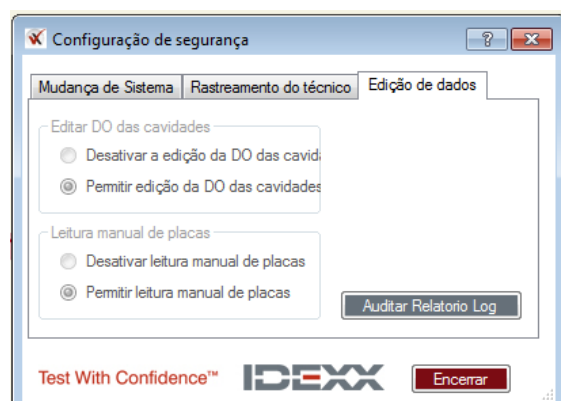 Configuração de segurança
Mudança de Sistema Rastreamento do técnico Edição de dados
Editar DO das cavidades
Desativar a edição da DO das cavid
Permitir edição da DO das cavidades
Leitura manual de placas
Desativar leitura manual de placas
Permitir leitura manual de placas
Auditar Relatorio Log
Test With Confidence™ IDEXX Encerrar